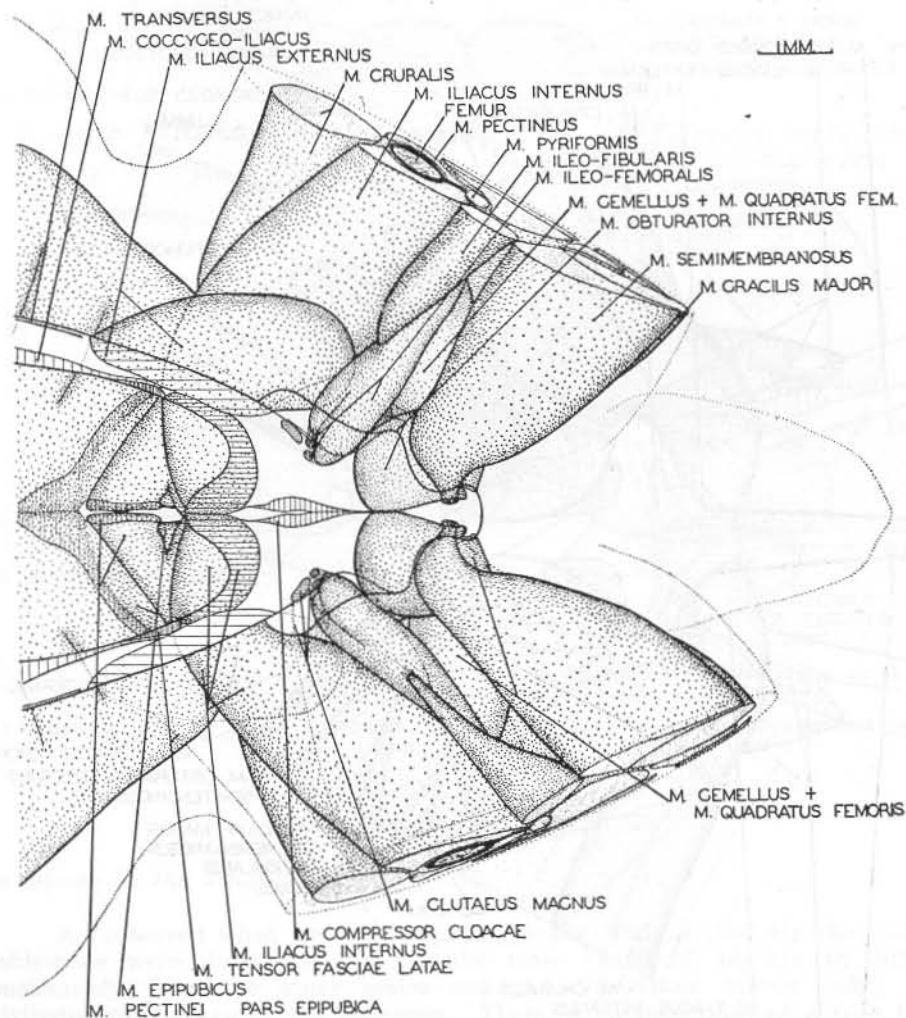 M. TRANSVERSUS
M. COCCYGEO-ILIACUS
M. ILIACUS EXTERNUS
1MM.
M. CRURALIS
M. ILIACUS INTERNUS
FEMUR
M. PECTINEUS
M. PYRIFORMIS
M. ILEO-FIBULARIS
M. ILEO-FEMORALIS
M. GEMELLUS + M. QUADRATUS FEM.
M. OBTURATOR INTERNUS
M. SEMIMEMBRANOSUS
M. GRACILIS MAJOR
M. GEMELLUS +
M. QUADRATUS FEMORIS
M. GLUTAEUS MAGNUS
M. COMPRESSOR CLOACAE
M. ILIACUS INTERNUS
M. TENSOR FASCIAE LATAE
M. EPIPUBICUS
M. PECTINEI PARS EPIPUBICA